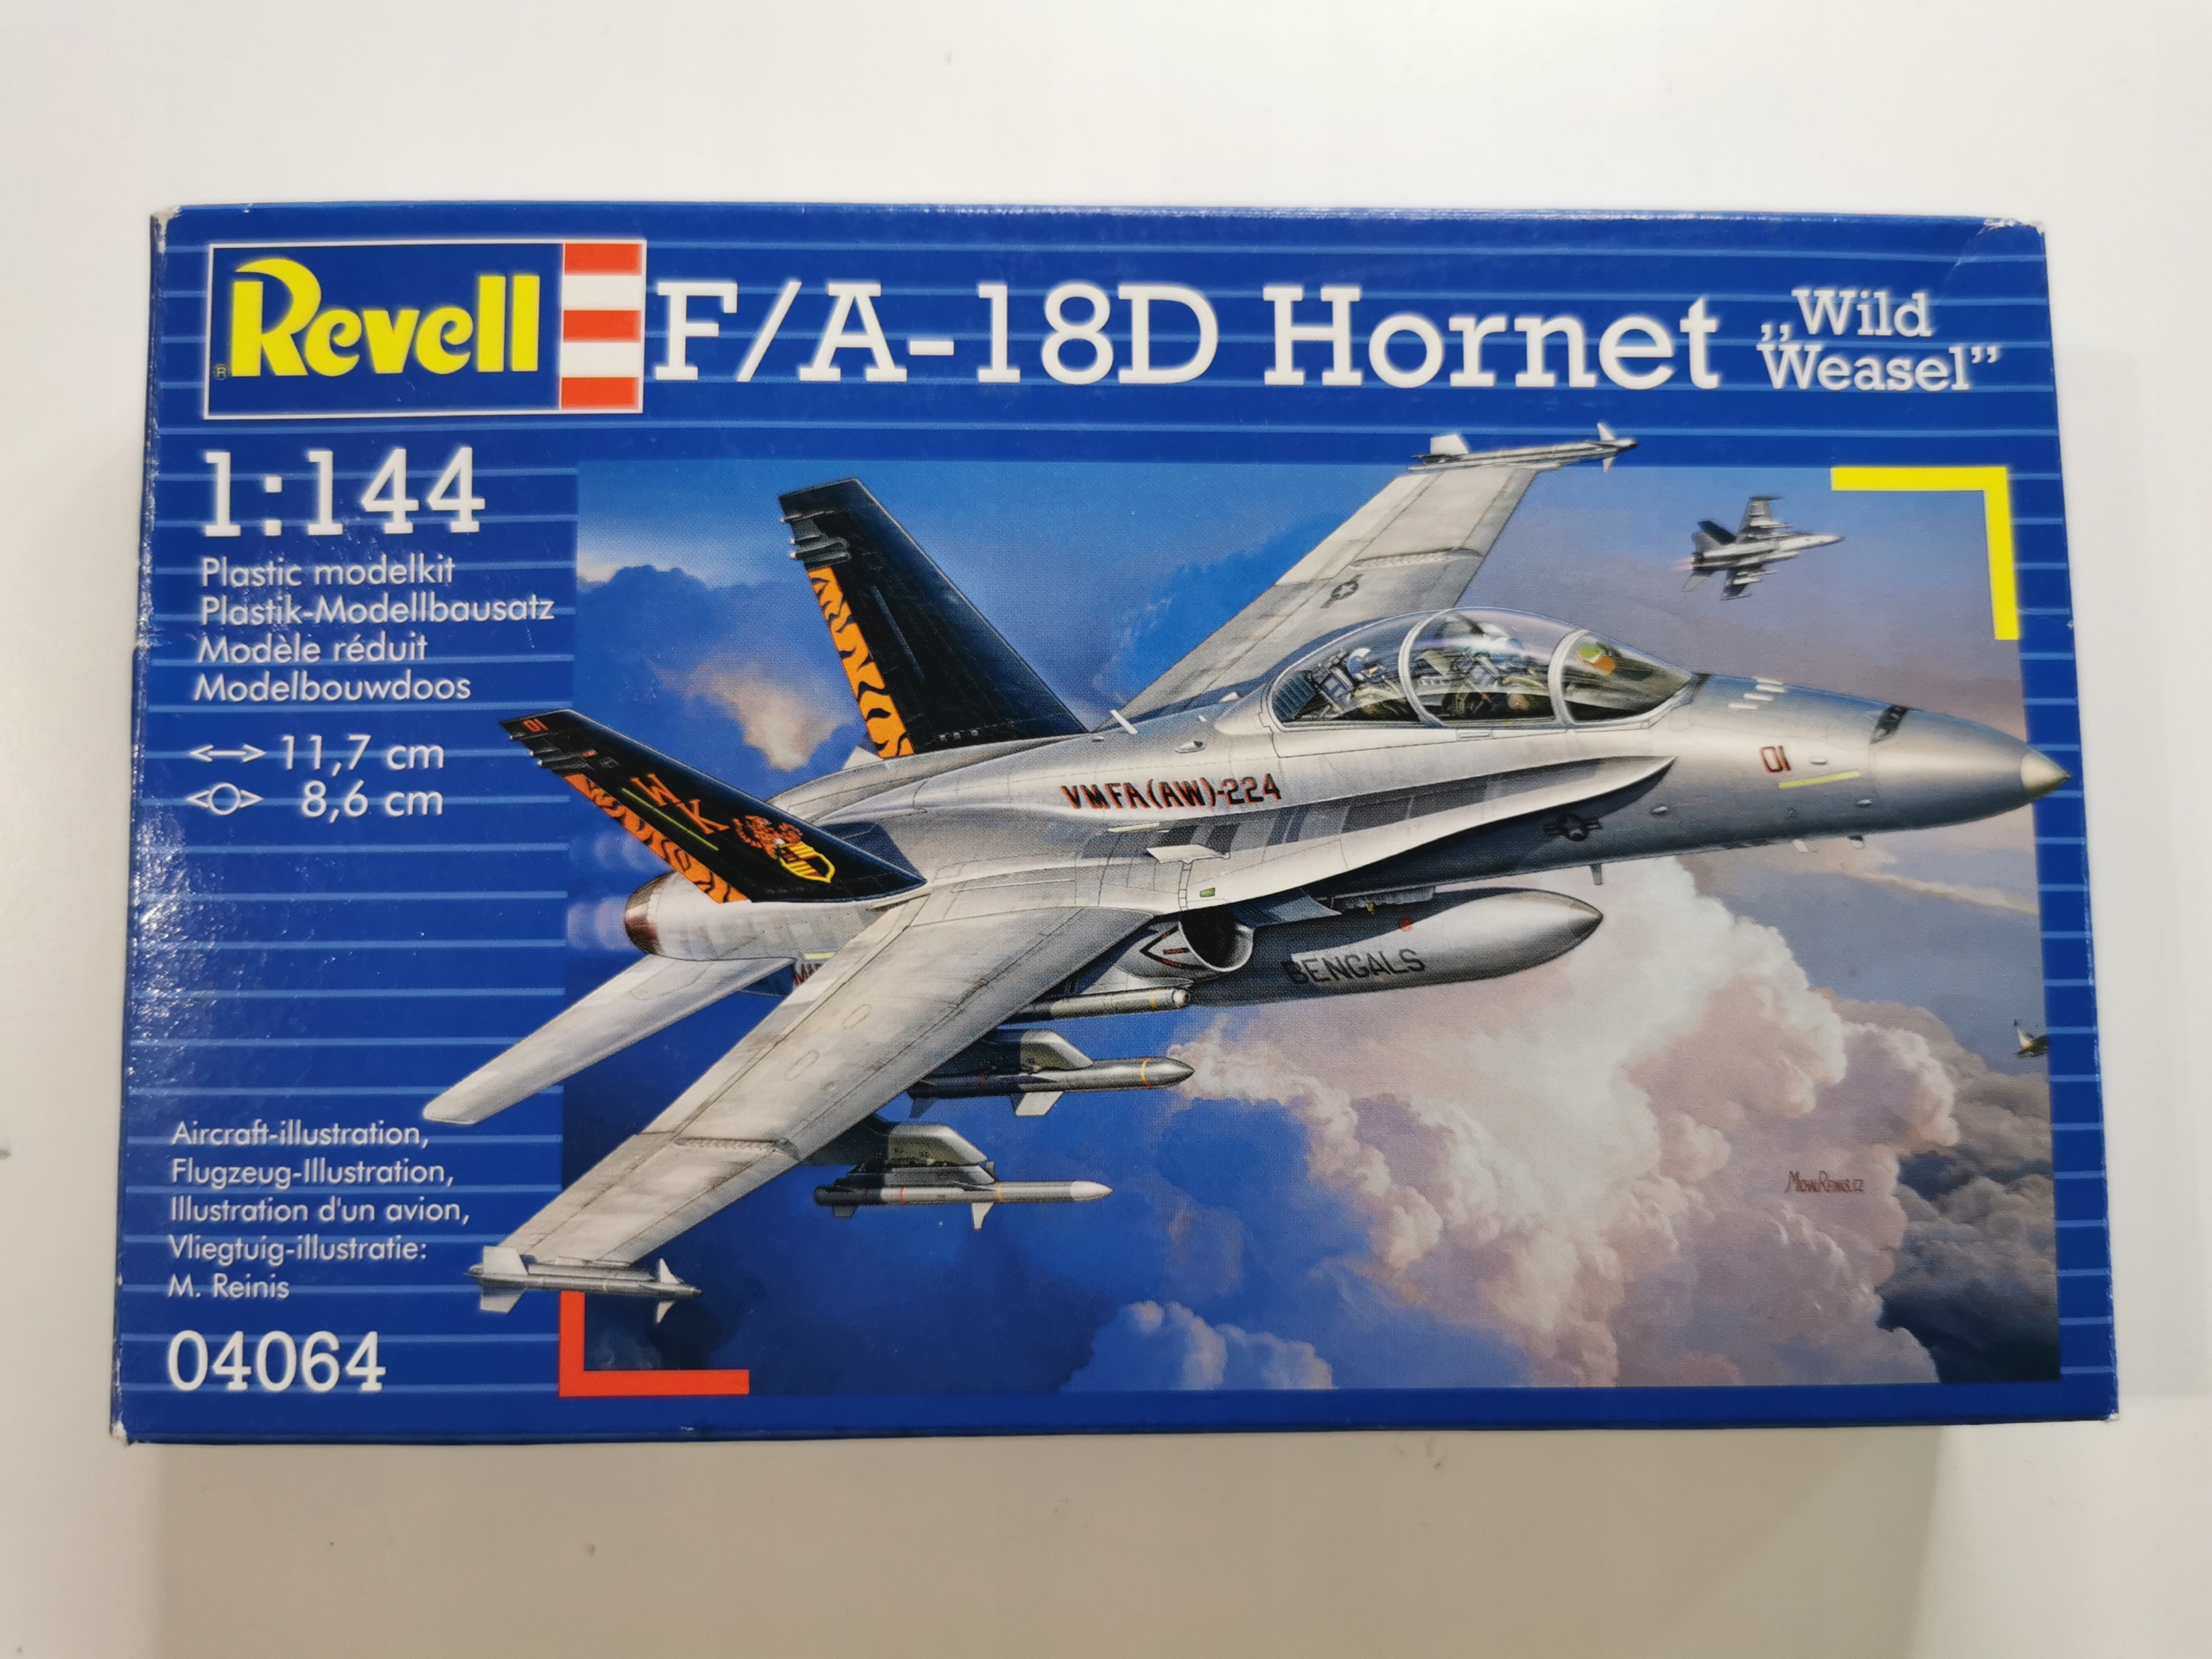 Revell
®
F/A-18D Hornet „Wild Weasel”
1:144
Plastic modelkit
Plastik-Modellbausatz
Modèle réduit
Modelbouwdoos
11,7 cm
8,6 cm
01
WK
VMFA(AW)-224
01
BENGALS
Aircraft-illustration,
Flugzeug-Illustration,
Illustration d'un avion,
Vliegtuig-illustratie:
M. Reinis
04064